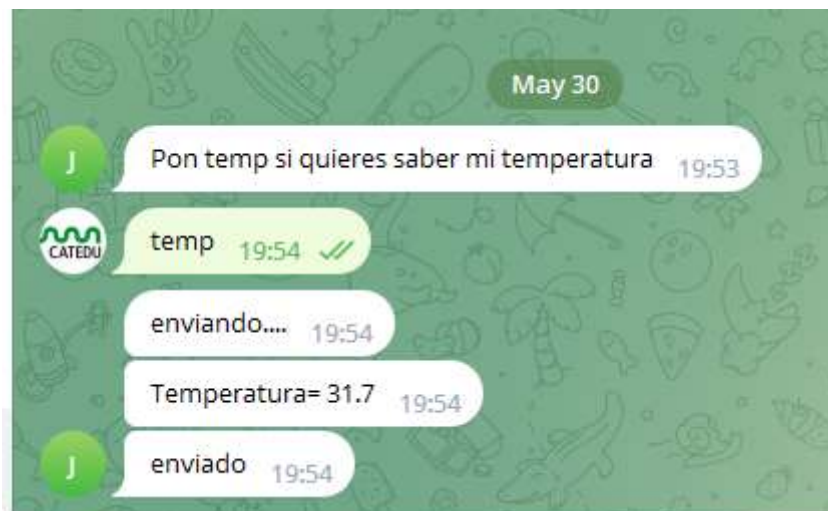 May 30
J
Pon temp si quieres saber mi temperatura 19:53
CATEDU
temp 19:54
enviando.... 19:54
Temperatura= 31.7 19:54
J
enviado 19:54